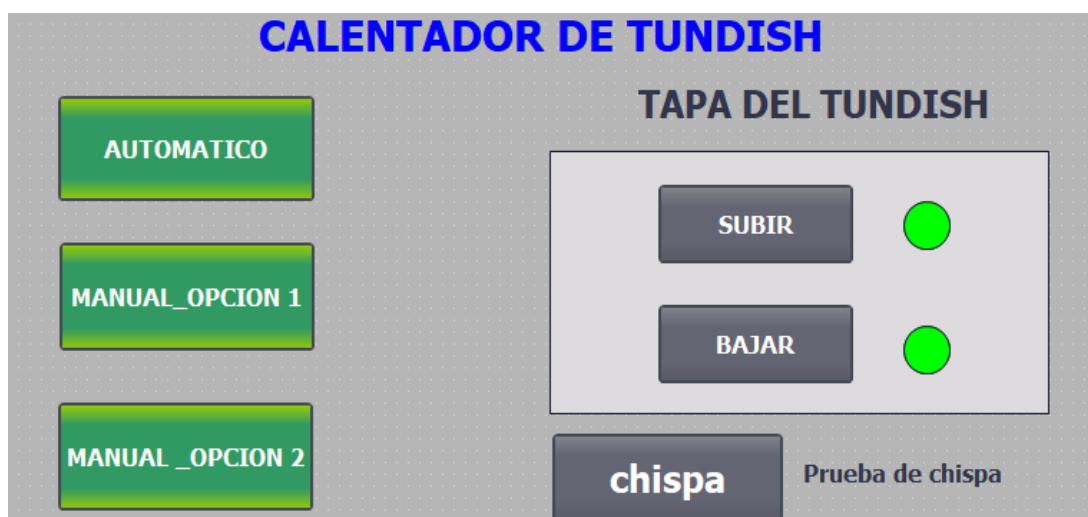 CALENTADOR DE TUNDISH
AUTOMATICO
MANUAL_OPCION 1
MANUAL _OPCION 2
TAPA DEL TUNDISH
SUBIR
BAJAR
chispa
Prueba de chispa